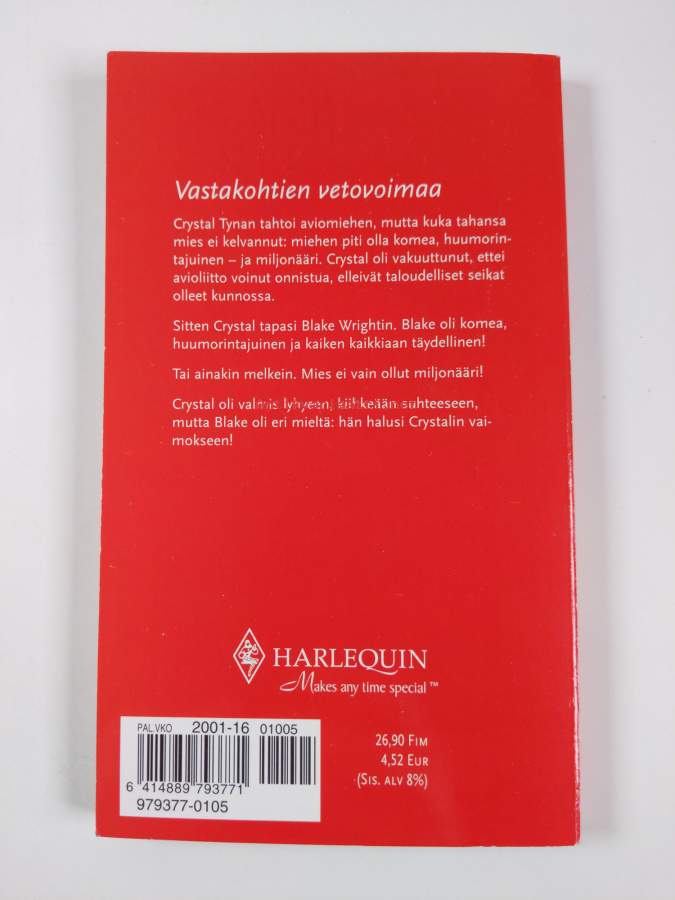 Vastakohtien vetovoimaa
Crystal Tynan tahtoi aviomiehen, mutta kuka tahansa
mies ei kelvannut: miehen piti olla komea, huumorin-
tajuinen – ja miljonääri. Crystal oli vakuuttunut, ettei
avioliitto voinut onnistua, elleivät taloudelliset seikat
olleet kunnossa.
Sitten Crystal tapasi Blake Wrightin. Blake oli komea,
huumorintajuinen ja kaiken kaikkiaan täydellinen!
Tai ainakin melkein. Mies ei vain ollut miljonääri!
Crystal oli valmis lyhyeen, kiihkeään suhteeseen,
mutta Blake oli eri mieltä: hän halusi Crystalin vai-
mokseen!
HARLEQUIN
Makes any time special™
PAL.VKO 2001-16 01005
6 414889 793771
979377-0105
26,90 FIM
4,52 EUR
(SIS. ALV 8%)